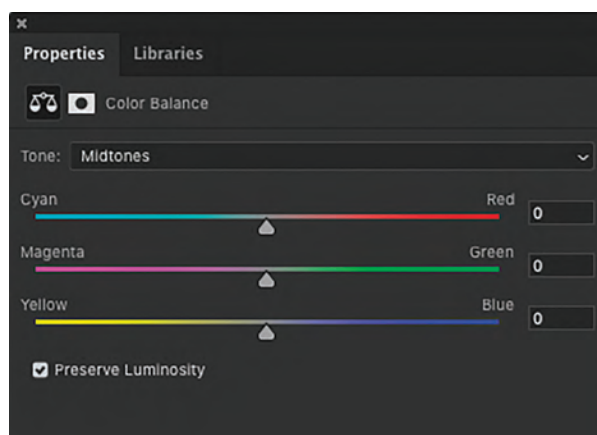 Properties Libraries
Color Balance
Tone: Midtones
Cyan Red 0
Magenta Green 0
Yellow Blue 0
Preserve Luminosity